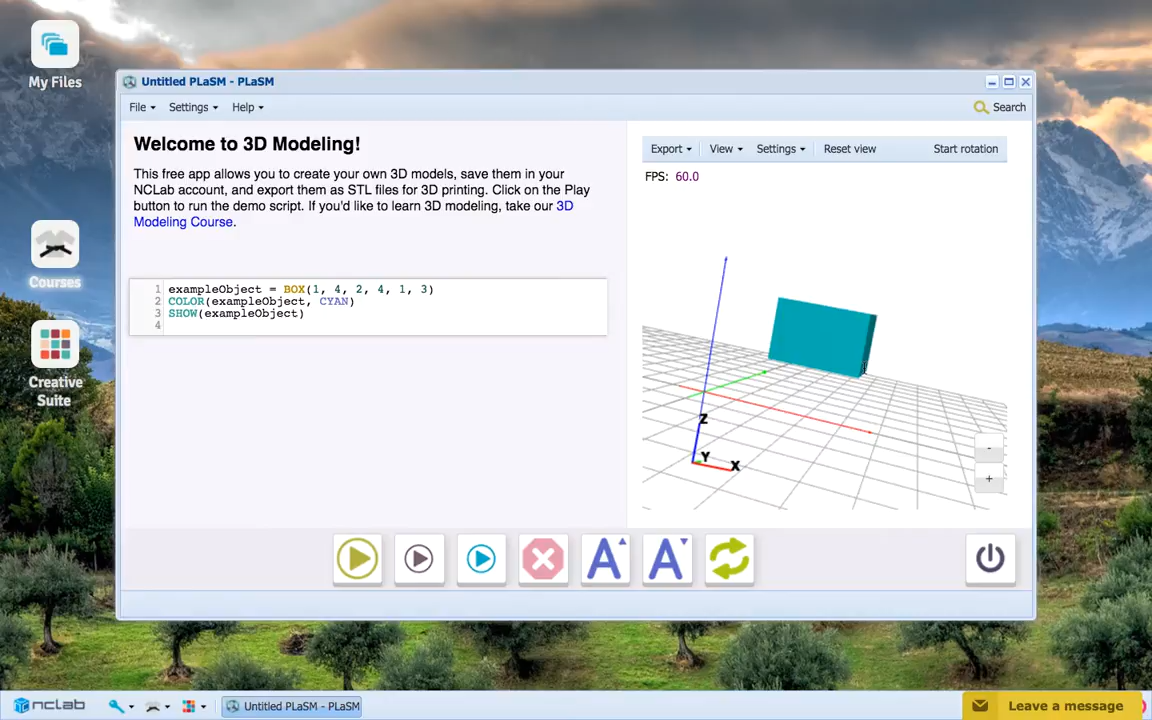 My Files
Courses
Creative
Suite
Untitled PLaSM - PLaSM
File
Settings
Help
Search
Welcome to 3D Modeling!
This free app allows you to create your own 3D models, save them in your
NCLab account, and export them as STL files for 3D printing. Click on the Play
button to run the demo script. If you'd like to learn 3D modeling, take our 3D
Modeling Course.
1 exampleObject = BOX(1, 4, 2, 4, 1, 3)
2 COLOR(exampleObject, CYAN)
3 SHOW(exampleObject)
4
Export
View
Settings
Reset view
Start rotation
FPS: 60.0
Z
Y
X
-
+
A
A
nclab
Untitled PLaSM - PLaSM
Leave a message